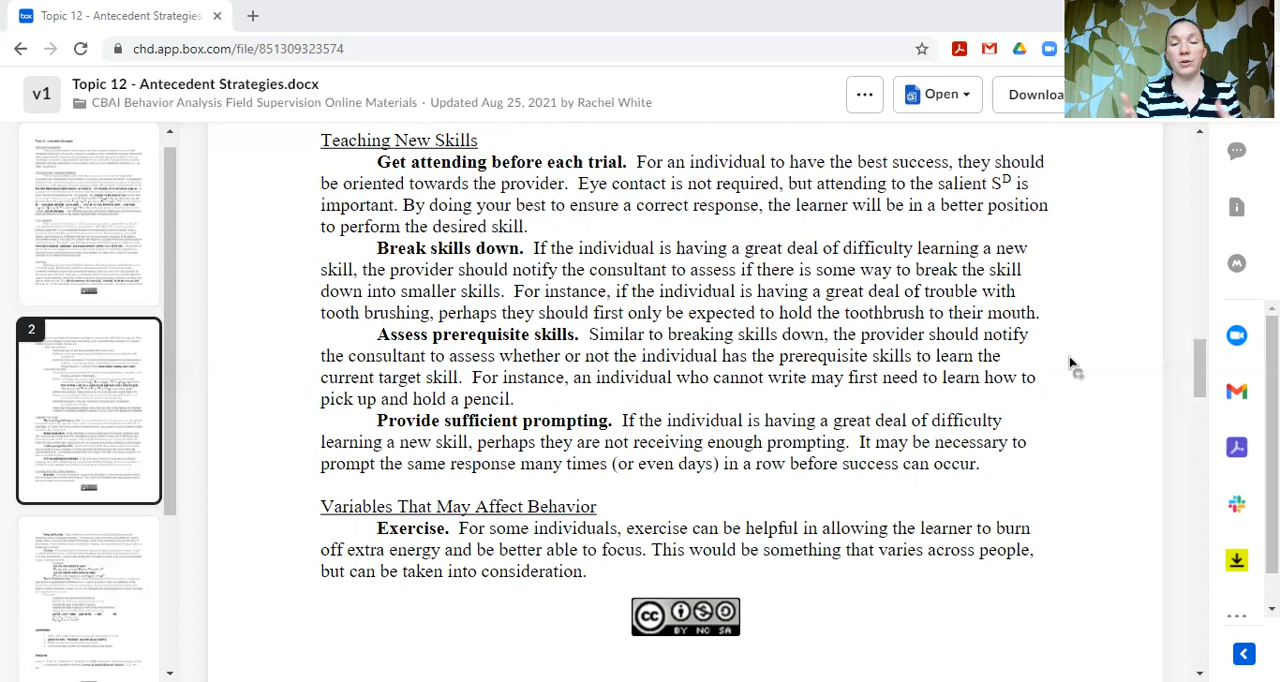 Topic 12 - Antecedent Strategies.
chd.app.box.com/file/851309323574
v1
Topic 12 - Antecedent Strategies.docx
CBAI Behavior Analysis Field Supervision Online Materials · Updated Aug 25, 2021 by Rachel White
Open
Downloa
2
Teaching New Skills
Get attending before each trial. For an individual to have the best success, they should
be oriented toward the provider. Eye contact is not required, but attending to the salient Sᴰ is
important. By doing this to ensure a correct response, the learner will be in a better position
to perform the desired skill.
Break skills down. If the individual is having a great deal of difficulty learning a new
skill, the provider should notify the consultant to assess if there is some way to break the skill
down into smaller skills. For instance, if the individual is having a great deal of trouble with
tooth brushing, perhaps they should first only be expected to hold the toothbrush to their mouth.
Assess prerequisite skills. Similar to breaking skills down, the provider should notify
the consultant to assess whether or not the individual has the prerequisite skills to learn the
current target skill. For instance, an individual who cannot write may first need to learn how to
pick up and hold a pencil.
Provide sufficient prompting. If the individual is having a great deal of difficulty
learning a new skill, perhaps they are not receiving enough prompting. It may be necessary to
prompt the same response many times (or even days) in a row before success can occur.
Variables That May Affect Behavior
Exercise. For some individuals, exercise can be helpful in allowing the learner to burn
off extra energy and be better able to focus. This would be something that varies across people,
but can be taken into consideration.
CC BY NC SA